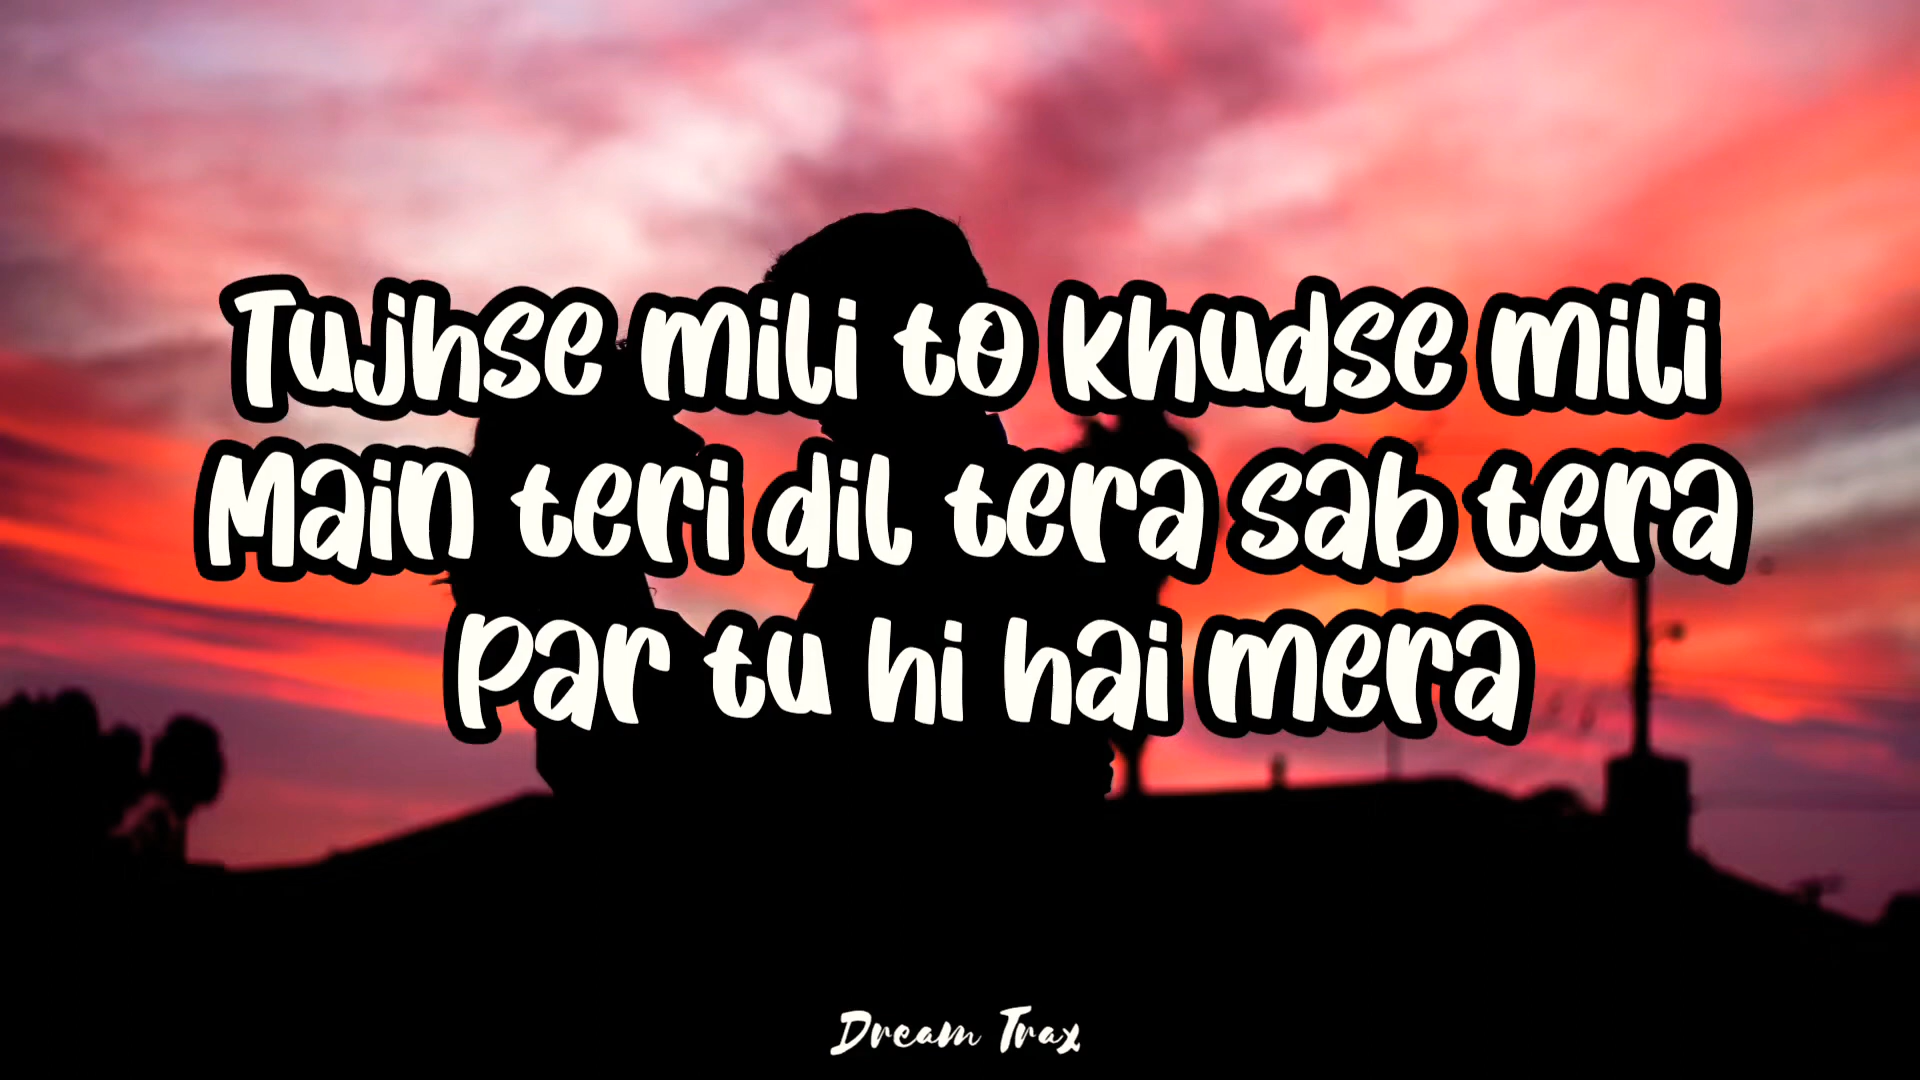 Tujhse mili to khudse mili
Main teri dil tera sab tera
Par tu hi hai mera
Dream Trax